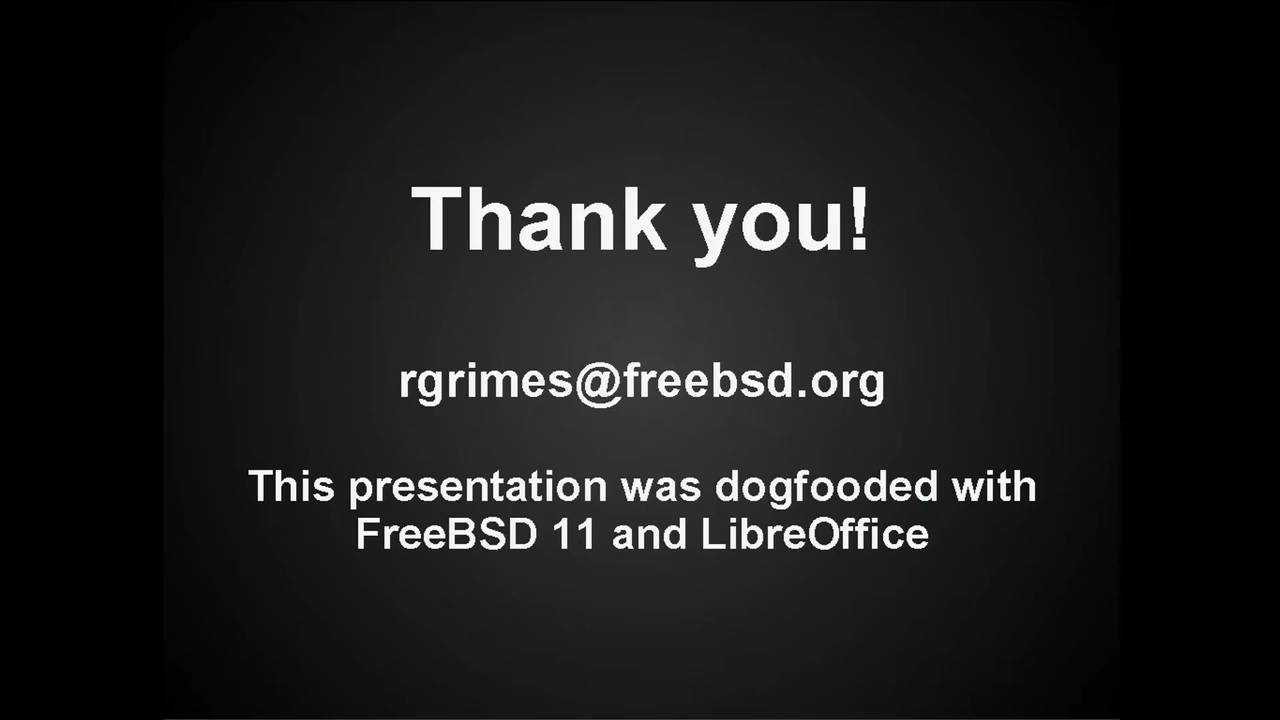 Thank you!
rgrimes@freebsd.org
This presentation was dogfooded with
FreeBSD 11 and LibreOffice